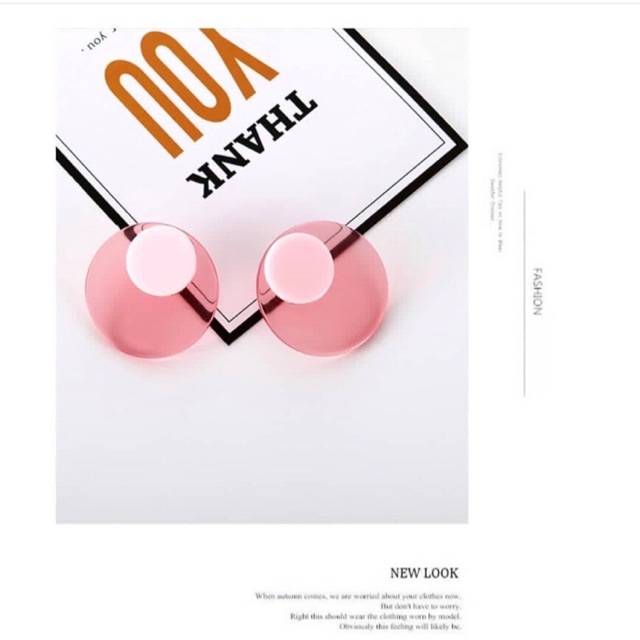 you.
YOU
THANK
FASHION
NEW LOOK
When autumn comes, we are worried about your clothes now.
But don't have to worry.
Right this should wear the clothing worn by model.
Obviously this feeling will likely be.